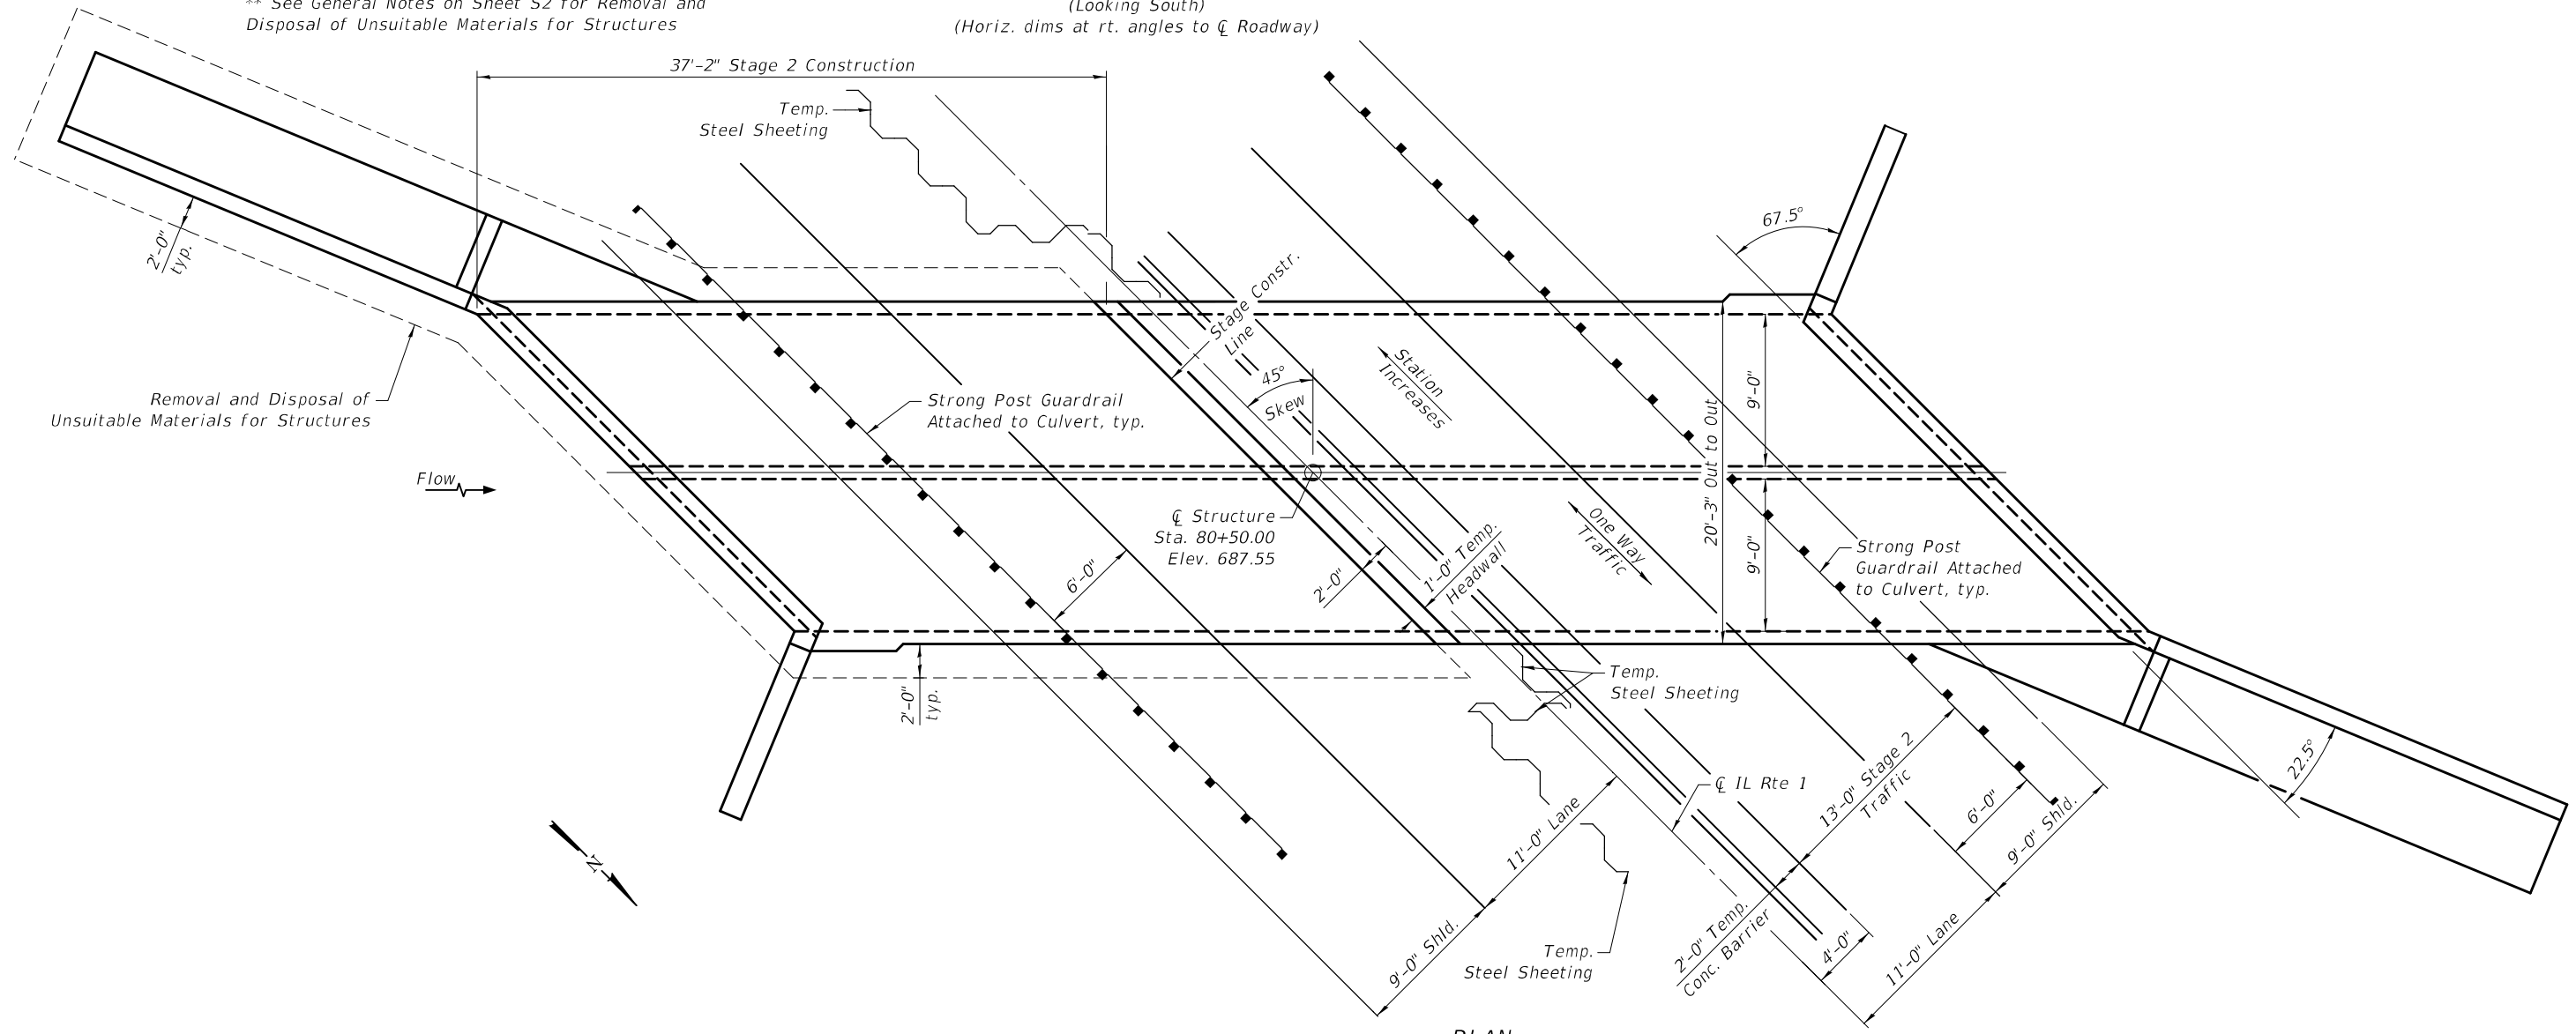 ** See General Notes on Sheet S2 for Removal and
Disposal of Unsuitable Materials for Structures
(Looking South)
(Horiz. dims at rt. angles to ℄ Roadway)
37'-2" Stage 2 Construction
Temp.
Steel Sheeting
2'-0"
typ.
67.5°
Stage Constr.
Line
45°
Skew
Station
Increases
9'-0"
20'-3" Out to Out
9'-0"
Removal and Disposal of
Unsuitable Materials for Structures
Strong Post Guardrail
Attached to Culvert, typ.
Flow
℄ Structure
Sta. 80+50.00
Elev. 687.55
6'-0"
2'-0"
1'-0" Temp.
Headwall
One Way
Traffic
Strong Post
Guardrail Attached
to Culvert, typ.
2'-0"
typ.
Temp.
Steel Sheeting
℄ IL Rte 1
13'-0" Stage 2
Traffic
22.5°
6'-0"
9'-0" Shld.
11'-0" Lane
N
9'-0" Shld.
Temp.
Steel Sheeting
2'-0" Temp.
Conc. Barrier
4'-0"
11'-0" Lane